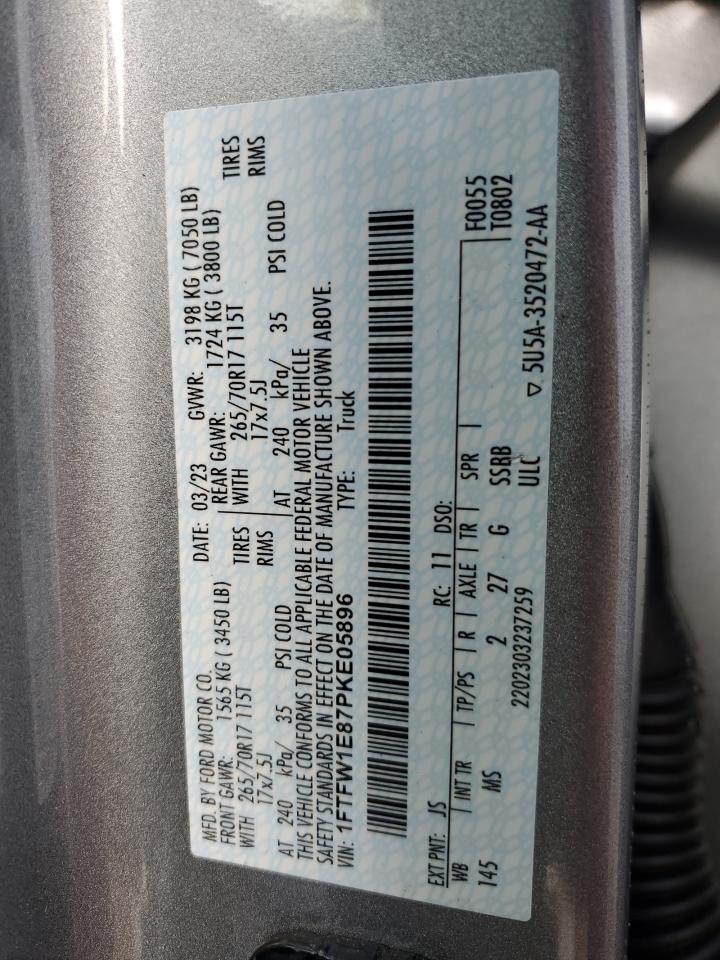 MFD. BY FORD MOTOR CO.
DATE: 03/23 GVWR: 3198 KG ( 7050 LB)
FRONT GAWR: 1565 KG ( 3450 LB)
REAR GAWR: 1724 KG ( 3800 LB)
WITH 265/70R17 115T TIRES
WITH 265/70R17 115T TIRES
17x7.5J RIMS
17x7.5J RIMS
AT 240 kPa/ 35 PSI COLD
AT 240 kPa/ 35 PSI COLD
THIS VEHICLE CONFORMS TO ALL APPLICABLE FEDERAL MOTOR VEHICLE
SAFETY STANDARDS IN EFFECT ON THE DATE OF MANUFACTURE SHOWN ABOVE.
VIN: 1FTFW1E87PKE05896 TYPE: Truck
EXT PNT: JS RC: 11 DSO:
WB | INT TR | TP/PS | R | AXLE | TR | SPR | F0055
145 MS 2 27 G SSBB T0802
2202303237259 ULC
▽ 5U5A-3520472-AA